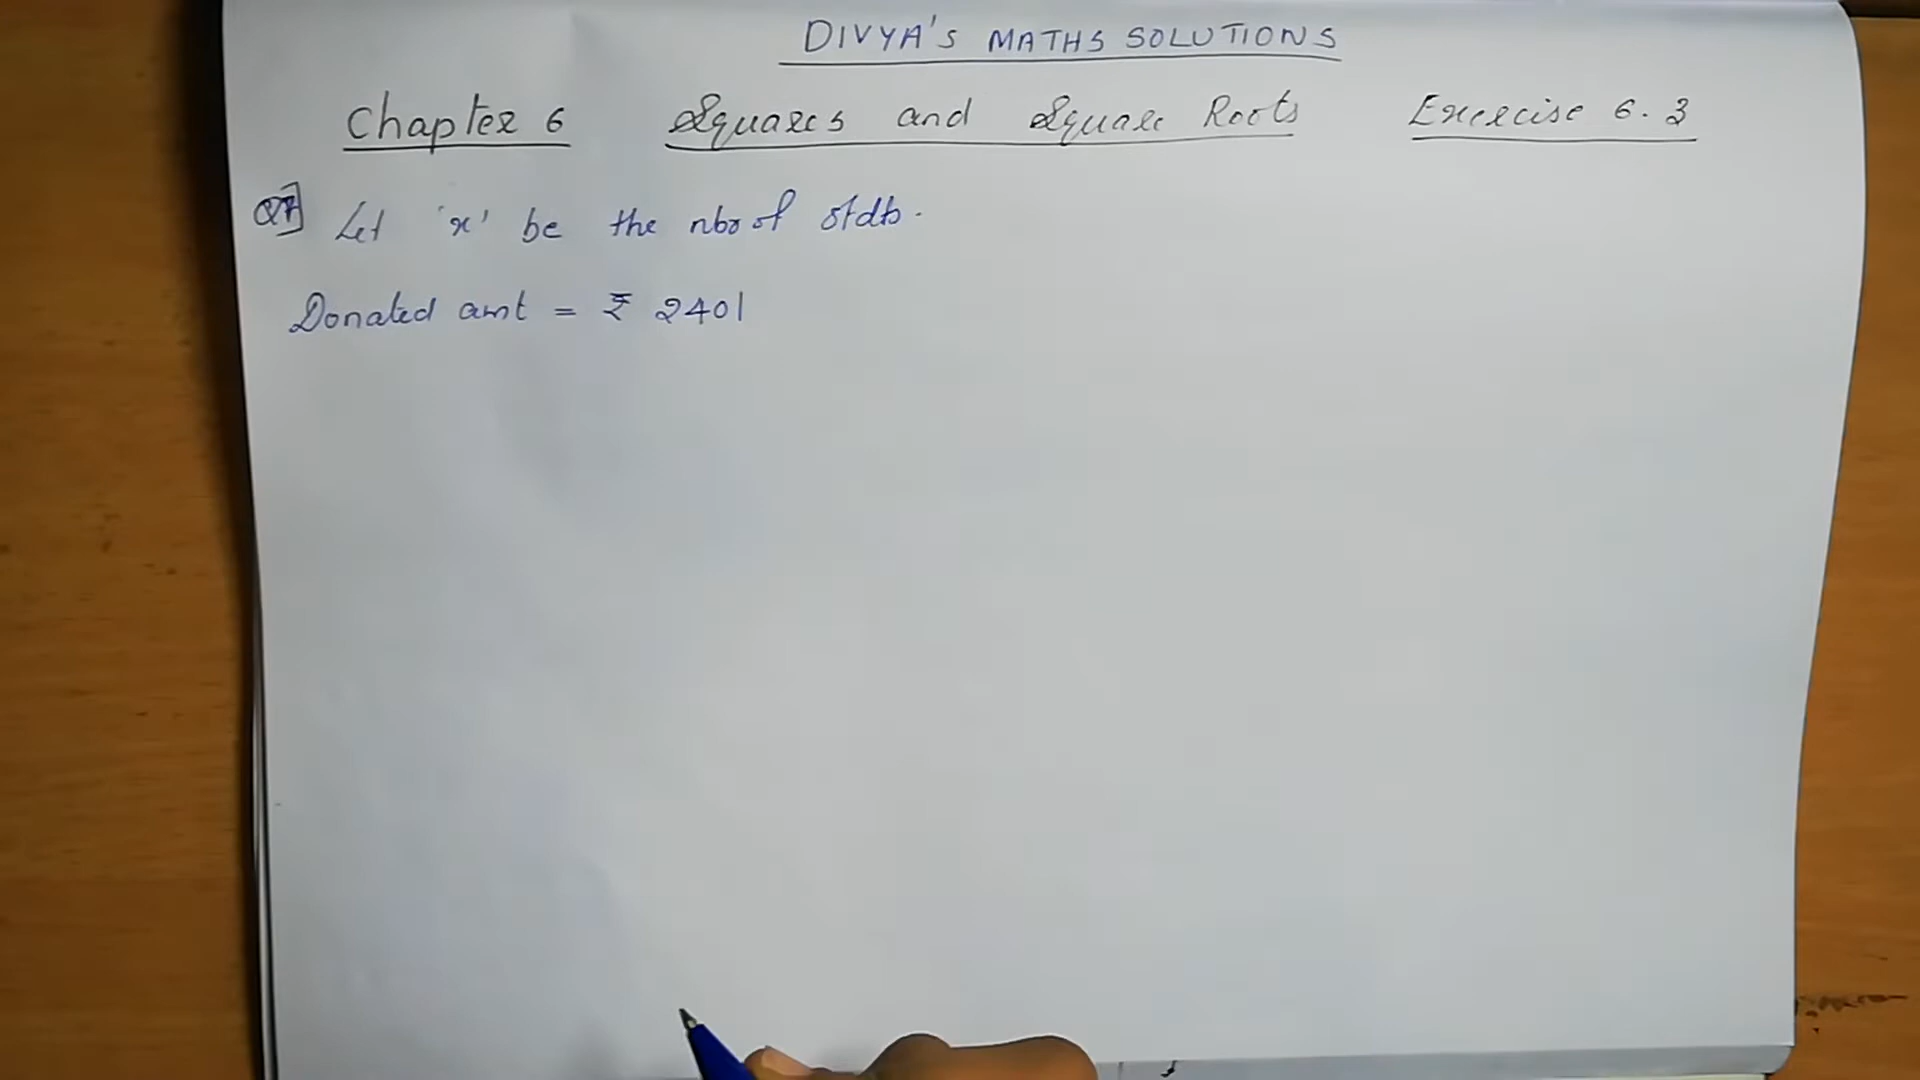 DIVYA'S MATHS SOLUTIONS
Chapter 6 Squares and Square Roots Exercise 6.3
Q7] Let 'x' be the nbr of stdts.
Donated amt = ₹ 2401